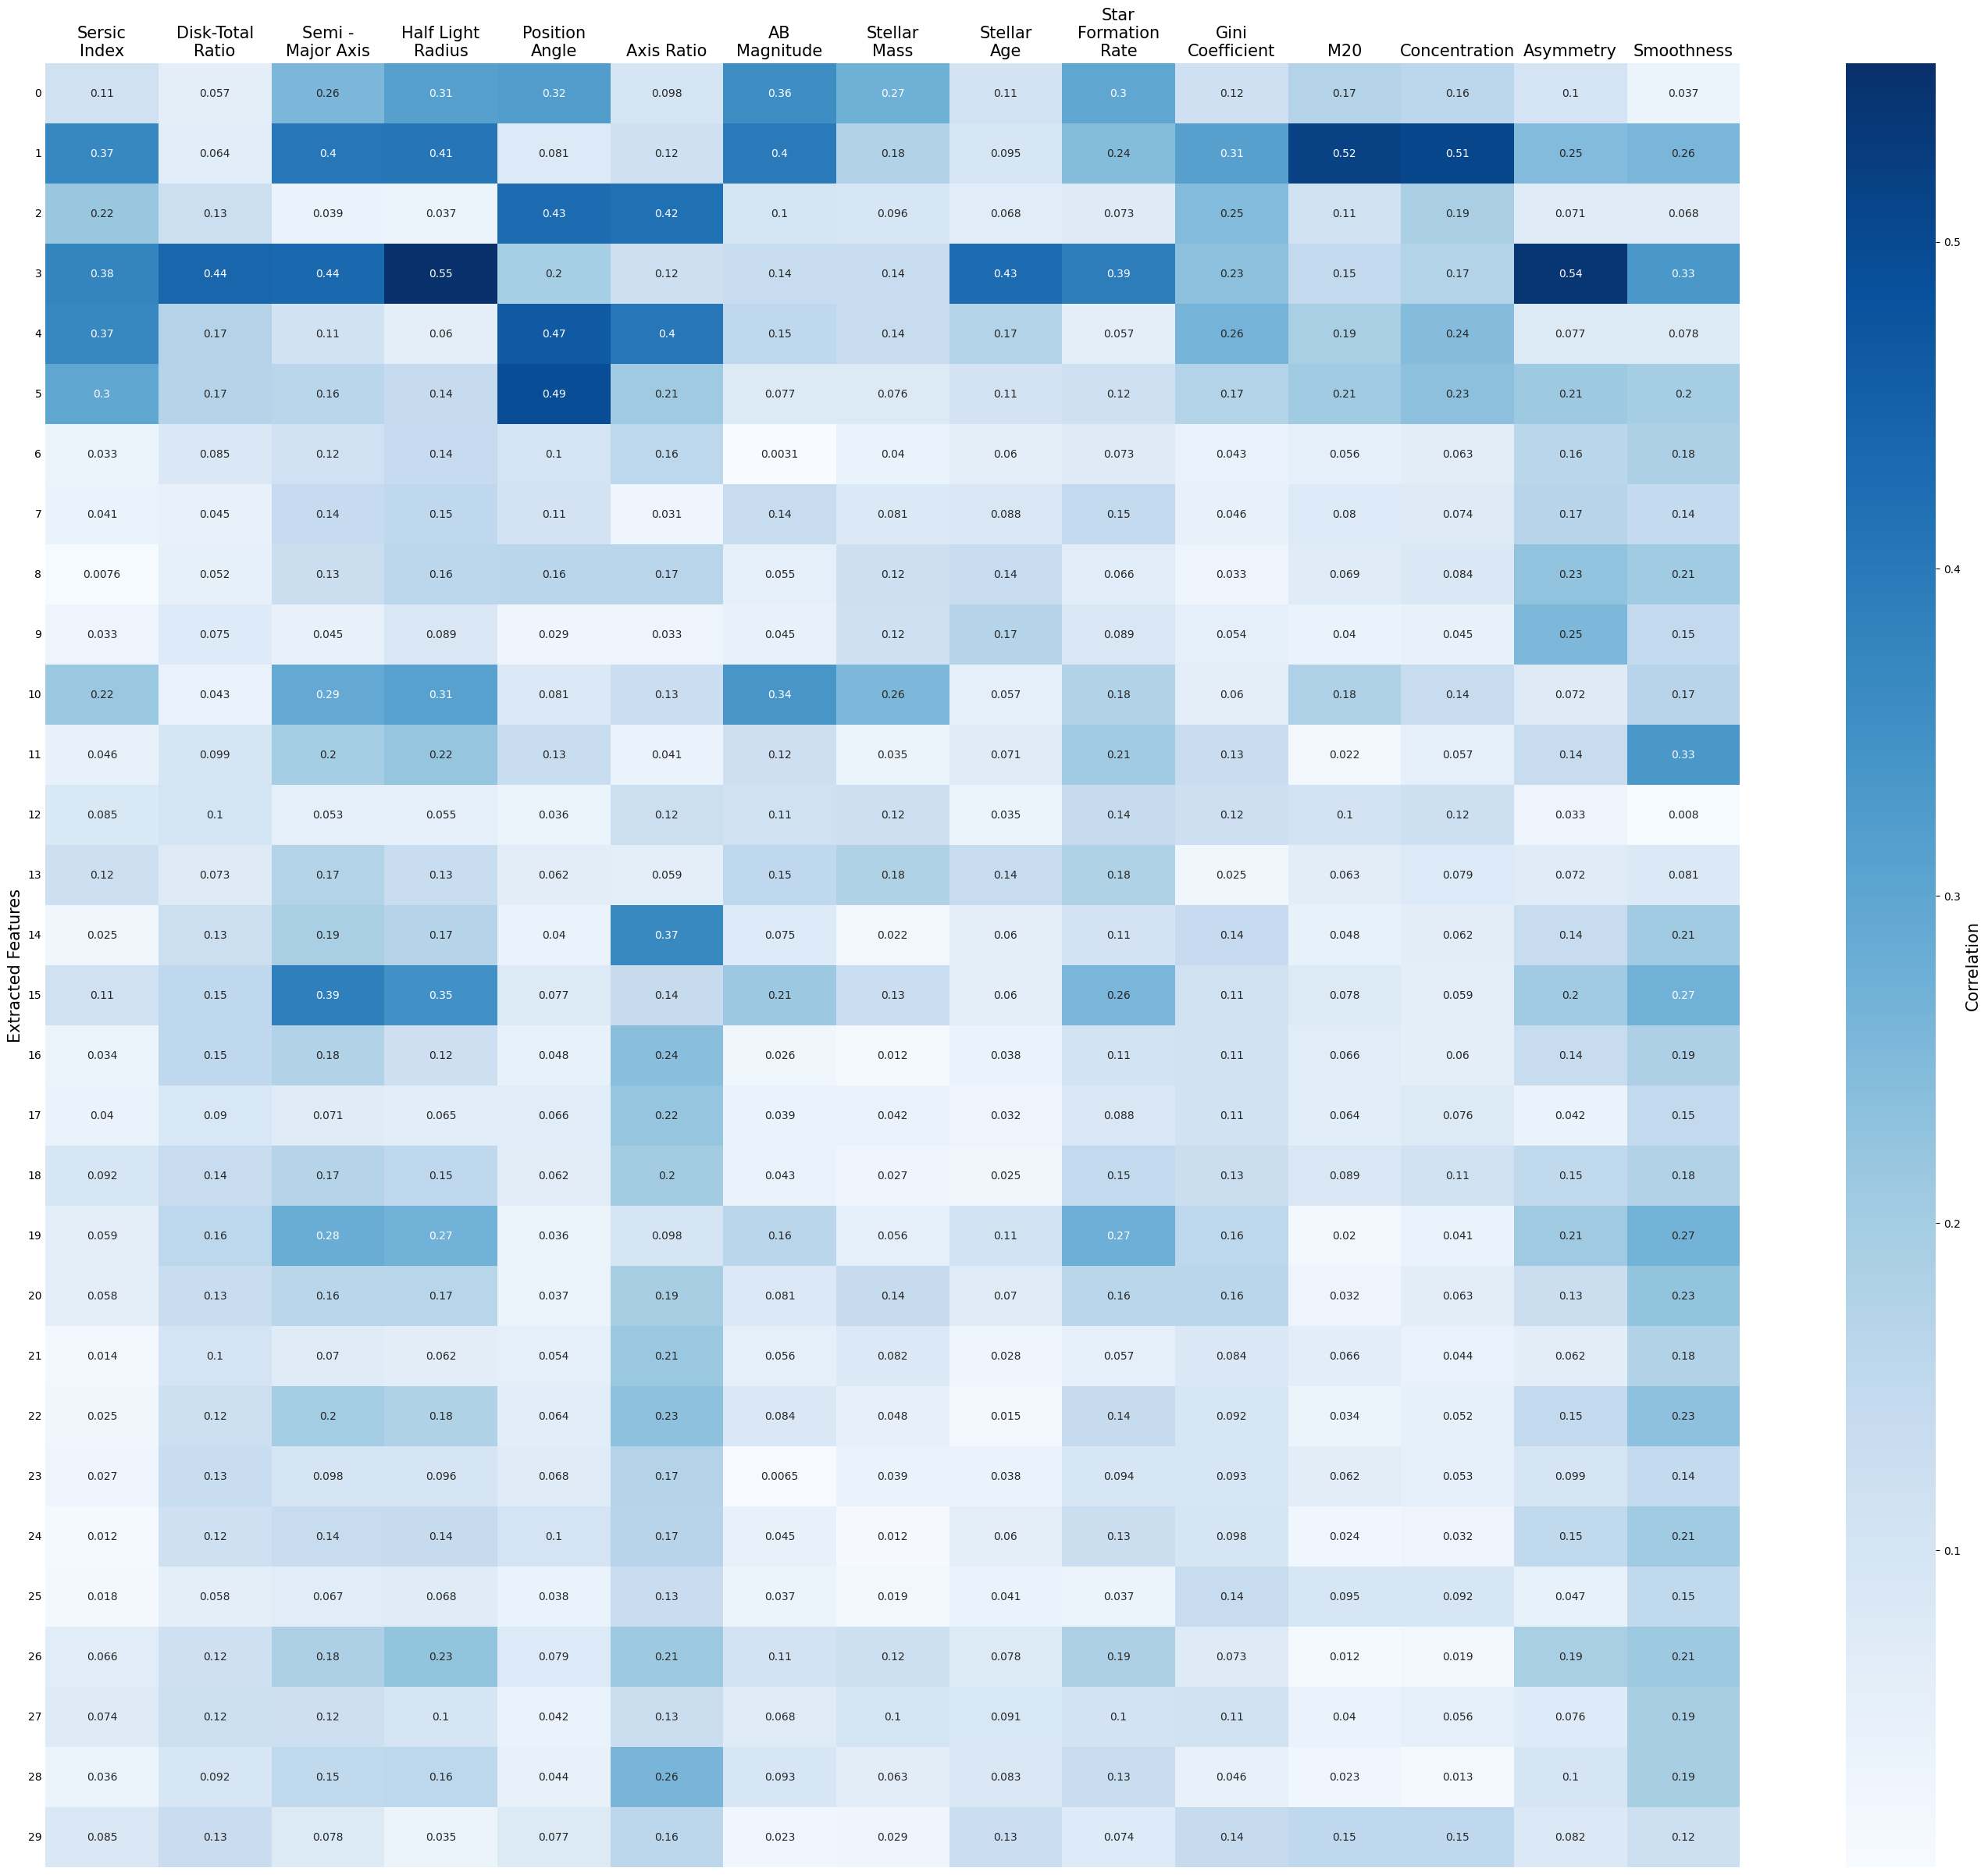 Star
Sersic Disk-Total Semi - Half Light Position AB Stellar Stellar Formation Gini
Index Ratio Major Axis Radius Angle Axis Ratio Magnitude Mass Age Rate Coefficient M20 Concentration Asymmetry Smoothness
0 0.11 0.057 0.26 0.31 0.32 0.098 0.36 0.27 0.11 0.3 0.12 0.17 0.16 0.1 0.037
1 0.37 0.064 0.4 0.41 0.081 0.12 0.4 0.18 0.095 0.24 0.31 0.52 0.51 0.25 0.26
2 0.22 0.13 0.039 0.037 0.43 0.42 0.1 0.096 0.068 0.073 0.25 0.11 0.19 0.071 0.068
3 0.38 0.44 0.44 0.55 0.2 0.12 0.14 0.14 0.43 0.39 0.23 0.15 0.17 0.54 0.33
4 0.37 0.17 0.11 0.06 0.47 0.4 0.15 0.14 0.17 0.057 0.26 0.19 0.24 0.077 0.078
5 0.3 0.17 0.16 0.14 0.49 0.21 0.077 0.076 0.11 0.12 0.17 0.21 0.23 0.21 0.2
6 0.033 0.085 0.12 0.14 0.1 0.16 0.0031 0.04 0.06 0.073 0.043 0.056 0.063 0.16 0.18
7 0.041 0.045 0.14 0.15 0.11 0.031 0.14 0.081 0.088 0.15 0.046 0.08 0.074 0.17 0.14
8 0.0076 0.052 0.13 0.16 0.16 0.17 0.055 0.12 0.14 0.066 0.033 0.069 0.084 0.23 0.21
9 0.033 0.075 0.045 0.089 0.029 0.033 0.045 0.12 0.17 0.089 0.054 0.04 0.045 0.25 0.15
10 0.22 0.043 0.29 0.31 0.081 0.13 0.34 0.26 0.057 0.18 0.06 0.18 0.14 0.072 0.17
11 0.046 0.099 0.2 0.22 0.13 0.041 0.12 0.035 0.071 0.21 0.13 0.022 0.057 0.14 0.33
12 0.085 0.1 0.053 0.055 0.036 0.12 0.11 0.12 0.035 0.14 0.12 0.1 0.12 0.033 0.008
13 0.12 0.073 0.17 0.13 0.062 0.059 0.15 0.18 0.14 0.18 0.025 0.063 0.079 0.072 0.081
14 0.025 0.13 0.19 0.17 0.04 0.37 0.075 0.022 0.06 0.11 0.14 0.048 0.062 0.14 0.21
15 0.11 0.15 0.39 0.35 0.077 0.14 0.21 0.13 0.06 0.26 0.11 0.078 0.059 0.2 0.27
16 0.034 0.15 0.18 0.12 0.048 0.24 0.026 0.012 0.038 0.11 0.11 0.066 0.06 0.14 0.19
17 0.04 0.09 0.071 0.065 0.066 0.22 0.039 0.042 0.032 0.088 0.11 0.064 0.076 0.042 0.15
18 0.092 0.14 0.17 0.15 0.062 0.2 0.043 0.027 0.025 0.15 0.13 0.089 0.11 0.15 0.18
19 0.059 0.16 0.28 0.27 0.036 0.098 0.16 0.056 0.11 0.27 0.16 0.02 0.041 0.21 0.27
20 0.058 0.13 0.16 0.17 0.037 0.19 0.081 0.14 0.07 0.16 0.16 0.032 0.063 0.13 0.23
21 0.014 0.1 0.07 0.062 0.054 0.21 0.056 0.082 0.028 0.057 0.084 0.066 0.044 0.062 0.18
22 0.025 0.12 0.2 0.18 0.064 0.23 0.084 0.048 0.015 0.14 0.092 0.034 0.052 0.15 0.23
23 0.027 0.13 0.098 0.096 0.068 0.17 0.0065 0.039 0.038 0.094 0.093 0.062 0.053 0.099 0.14
24 0.012 0.12 0.14 0.14 0.1 0.17 0.045 0.012 0.06 0.13 0.098 0.024 0.032 0.15 0.21
25 0.018 0.058 0.067 0.068 0.038 0.13 0.037 0.019 0.041 0.037 0.14 0.095 0.092 0.047 0.15
26 0.066 0.12 0.18 0.23 0.079 0.21 0.11 0.12 0.078 0.19 0.073 0.012 0.019 0.19 0.21
27 0.074 0.12 0.12 0.1 0.042 0.13 0.068 0.1 0.091 0.1 0.11 0.04 0.056 0.076 0.19
28 0.036 0.092 0.15 0.16 0.044 0.26 0.093 0.063 0.083 0.13 0.046 0.023 0.013 0.1 0.19
29 0.085 0.13 0.078 0.035 0.077 0.16 0.023 0.029 0.13 0.074 0.14 0.15 0.15 0.082 0.12
Extracted Features
0.5
0.4
0.3
0.2
0.1
Correlation